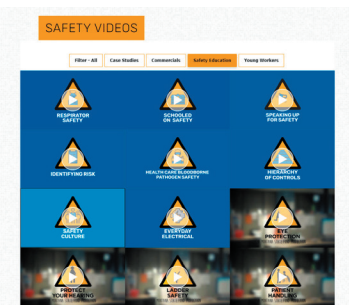 SAFETY VIDEOS
Filter - All
Case Studies
Commercials
Safety Education
Young Workers
RESPIRATOR
SAFETY
SCHOOLED
ON SAFETY
SPEAKING UP
FOR SAFETY
IDENTIFYING RISK
HEALTH CARE BLOODBORNE
PATHOGEN SAFETY
HIERARCHY
OF CONTROLS
SAFETY
CULTURE
EVERYDAY
ELECTRICAL
EYE
PROTECTION
PROTECT
YOUR HEARING
LADDER
SAFETY
PATIENT
HANDLING